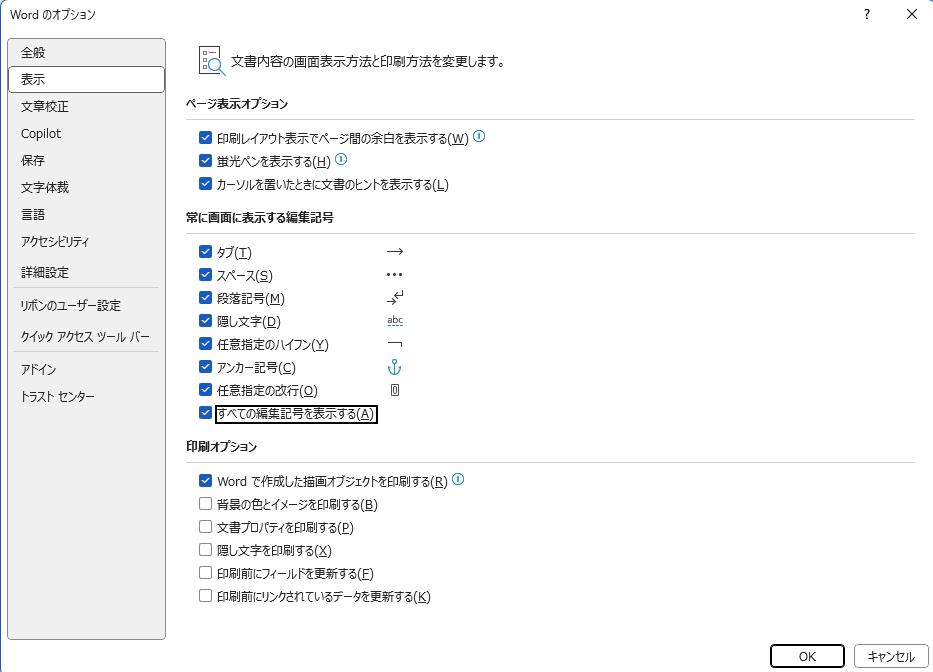 Word のオプション
?
全般
表示
文章校正
Copilot
保存
文字体裁
言語
アクセシビリティ
詳細設定
リボンのユーザー設定
クイック アクセス ツール バー
アドイン
トラスト センター
文書内容の画面表示方法と印刷方法を変更します。
ページ表示オプション
印刷レイアウト表示でページ間の余白を表示する(W)
蛍光ペンを表示する(H)
カーソルを置いたときに文書のヒントを表示する(L)
常に画面に表示する編集記号
タブ(T)
スペース(S)
段落記号(M)
隠し文字(D) abc
任意指定のハイフン(Y)
アンカー記号(C)
任意指定の改行(O)
すべての編集記号を表示する(A)
印刷オプション
Word で作成した描画オブジェクトを印刷する(R)
背景の色とイメージを印刷する(B)
文書プロパティを印刷する(P)
隠し文字を印刷する(X)
印刷前にフィールドを更新する(F)
印刷前にリンクされているデータを更新する(K)
OK キャンセル